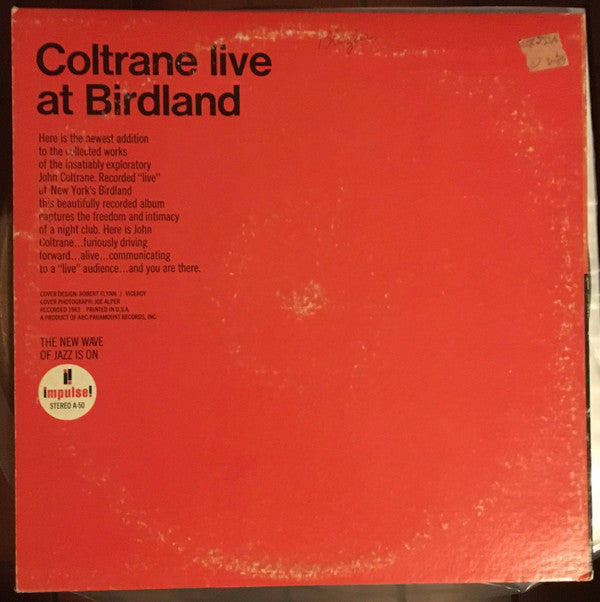 Coltrane live
at Birdland
Here is the newest addition
to the collected works
of the insatiably exploratory
John Coltrane. Recorded "live"
at New York's Birdland
this beautifully recorded album
captures the freedom and intimacy
of a night club. Here is John
Coltrane...furiously driving
forward...alive...communicating
to a "live" audience...and you are there.
COVER DESIGN: ROBERT FLYNN / VICEROY
COVER PHOTOGRAPH: JOE ALPER
RECORDED 1963 PRINTED IN U.S.A.
A PRODUCT OF ABC-PARAMOUNT RECORDS, INC.
THE NEW WAVE
OF JAZZ IS ON
i!
impulse!
STEREO A-50